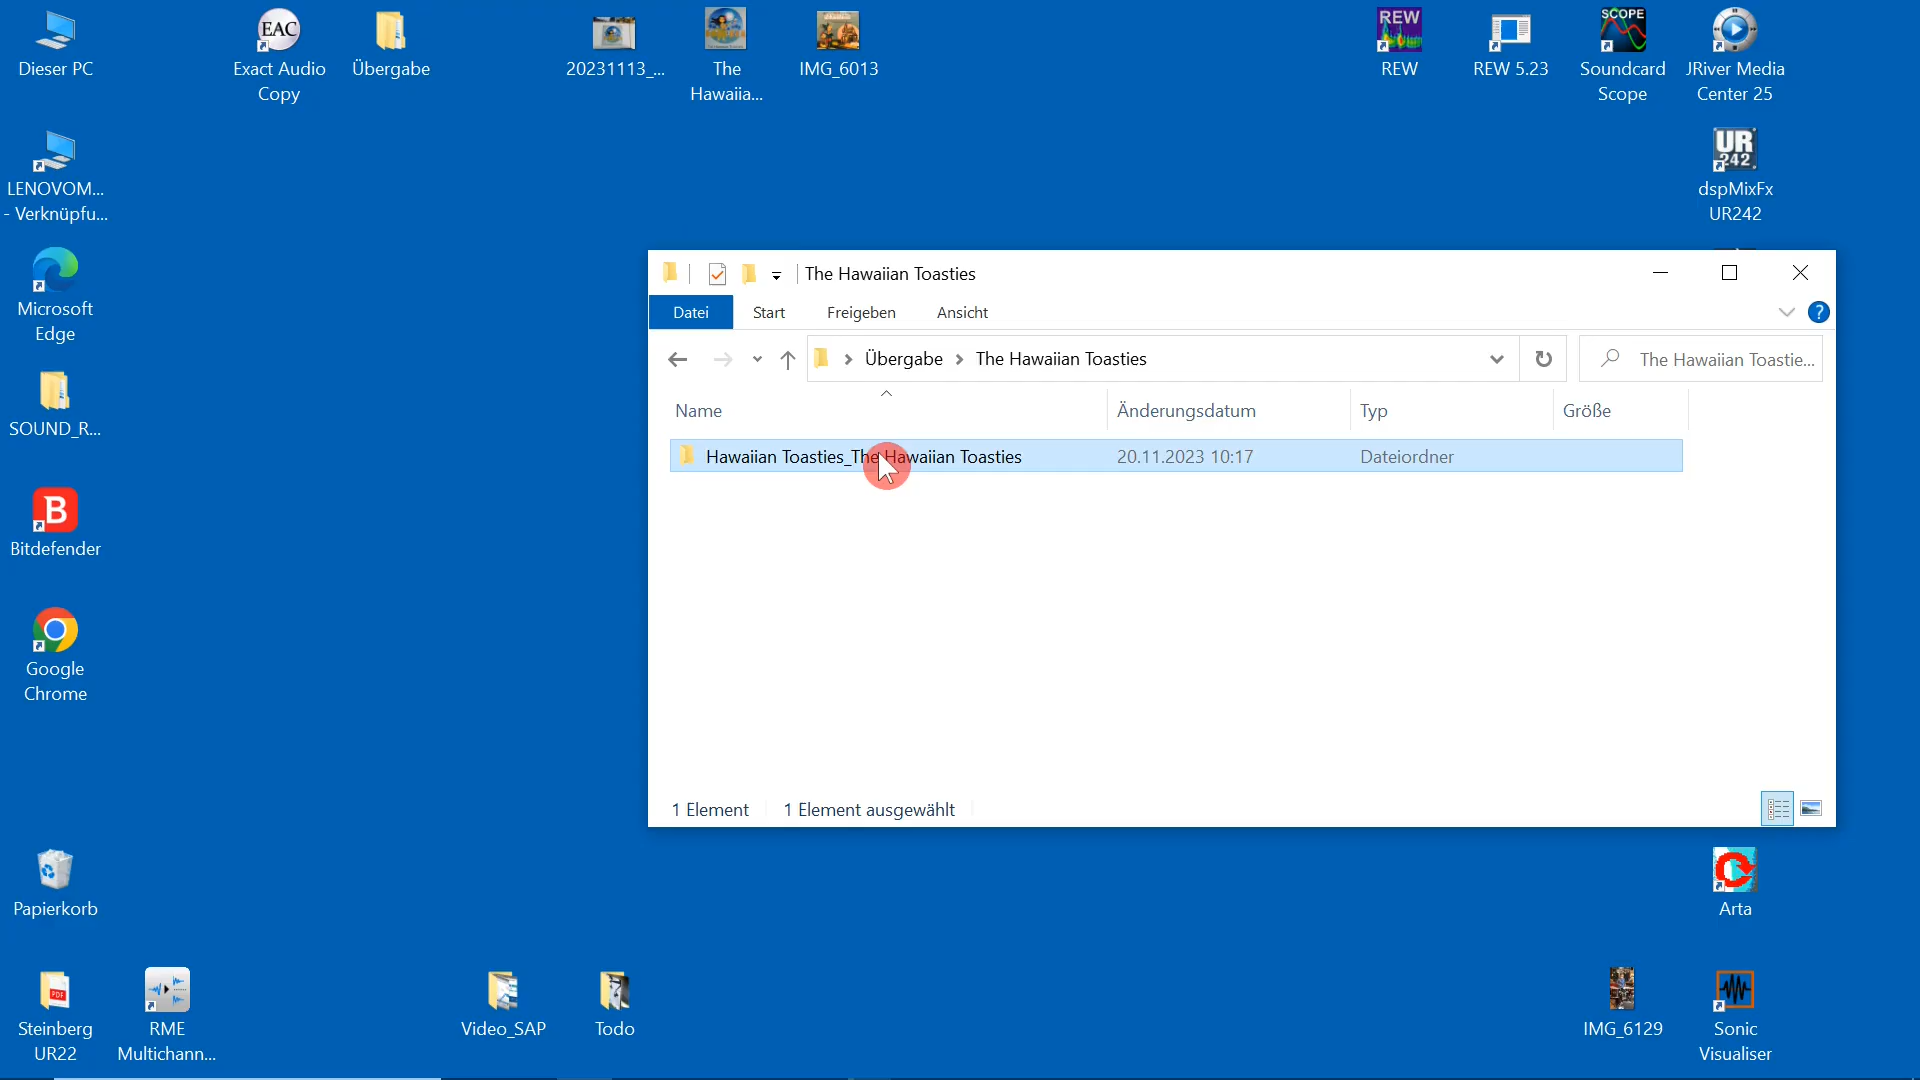 Dieser PC
EAC
Exact Audio
Copy
Übergabe
20231113_...
The
Hawaiia...
IMG_6013
REW
REW
REW 5.23
SCOPE
Soundcard
Scope
JRiver Media
Center 25
LENOVOM...
- Verknüpfu...
UR
242
dspMixFx
UR242
Microsoft
Edge
SOUND_R...
B
Bitdefender
Google
Chrome
Papierkorb
PDF
Steinberg
UR22
RME
Multichann...
Video_SAP
Todo
Arta
IMG_6129
Sonic
Visualiser
The Hawaiian Toasties
Datei Start Freigeben Ansicht ?
Übergabe > The Hawaiian Toasties
The Hawaiian Toastie...
Name Änderungsdatum Typ Größe
Hawaiian Toasties_The Hawaiian Toasties 20.11.2023 10:17 Dateiordner
1 Element 1 Element ausgewählt